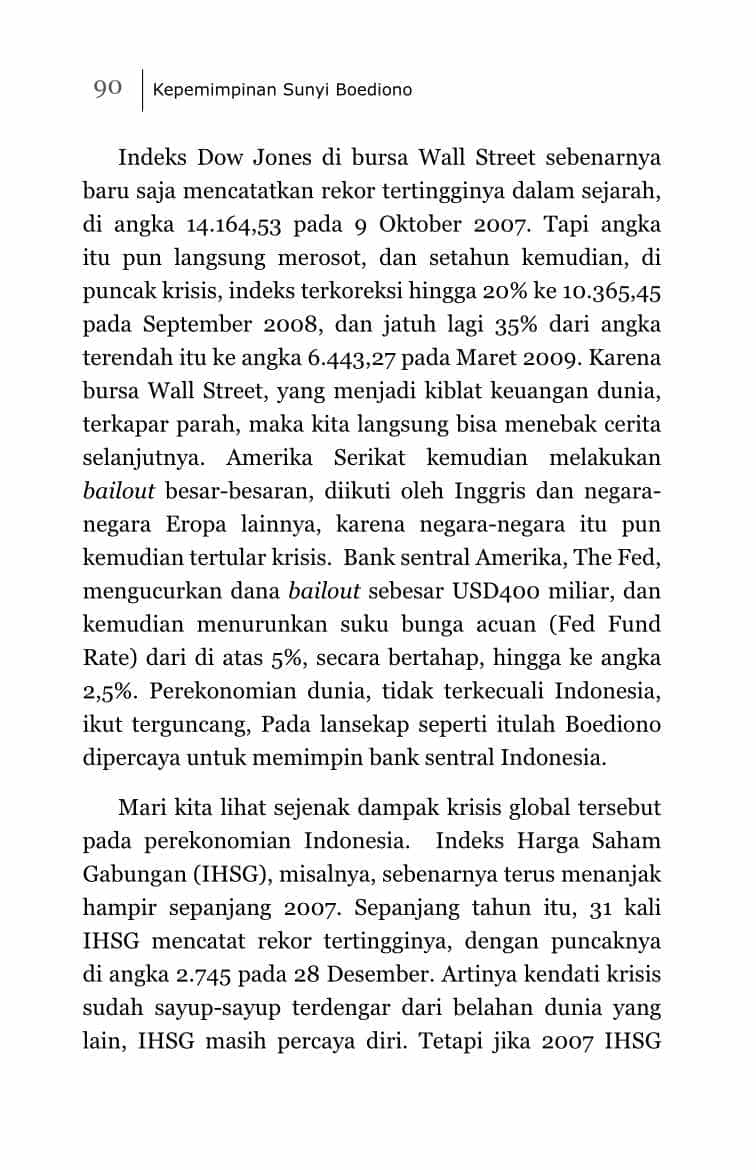 90 Kepemimpinan Sunyi Boediono
Indeks Dow Jones di bursa Wall Street sebenarnya
baru saja mencatatkan rekor tertingginya dalam sejarah,
di angka 14.164,53 pada 9 Oktober 2007. Tapi angka
itu pun langsung merosot, dan setahun kemudian, di
puncak krisis, indeks terkoreksi hingga 20% ke 10.365,45
pada September 2008, dan jatuh lagi 35% dari angka
terendah itu ke angka 6.443,27 pada Maret 2009. Karena
bursa Wall Street, yang menjadi kiblat keuangan dunia,
terkapar parah, maka kita langsung bisa menebak cerita
selanjutnya. Amerika Serikat kemudian melakukan
bailout besar-besaran, diikuti oleh Inggris dan negara-
negara Eropa lainnya, karena negara-negara itu pun
kemudian tertular krisis. Bank sentral Amerika, The Fed,
mengucurkan dana bailout sebesar USD400 miliar, dan
kemudian menurunkan suku bunga acuan (Fed Fund
Rate) dari di atas 5%, secara bertahap, hingga ke angka
2,5%. Perekonomian dunia, tidak terkecuali Indonesia,
ikut terguncang, Pada lansekap seperti itulah Boediono
dipercaya untuk memimpin bank sentral Indonesia.
Mari kita lihat sejenak dampak krisis global tersebut
pada perekonomian Indonesia. Indeks Harga Saham
Gabungan (IHSG), misalnya, sebenarnya terus menanjak
hampir sepanjang 2007. Sepanjang tahun itu, 31 kali
IHSG mencatat rekor tertingginya, dengan puncaknya
di angka 2.745 pada 28 Desember. Artinya kendati krisis
sudah sayup-sayup terdengar dari belahan dunia yang
lain, IHSG masih percaya diri. Tetapi jika 2007 IHSG